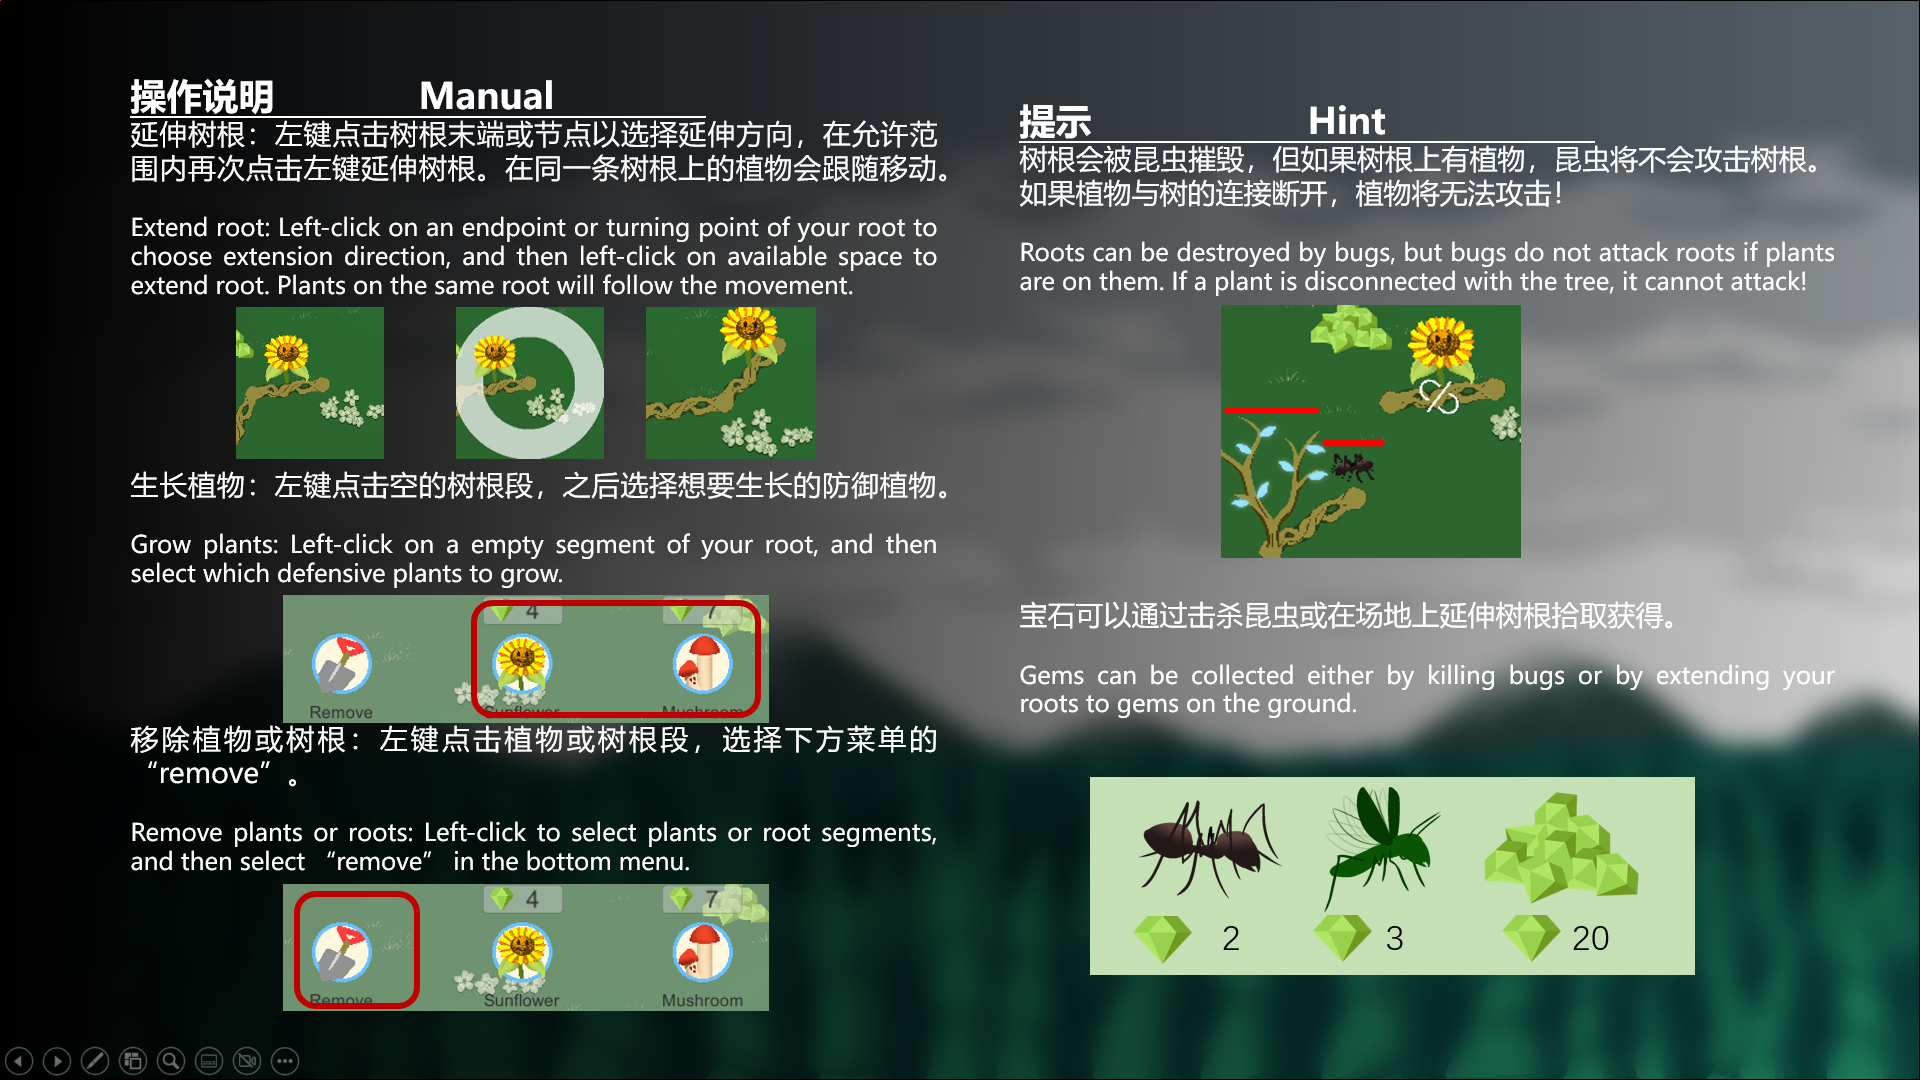 操作说明 Manual
延伸树根：左键点击树根末端或节点以选择延伸方向，在允许范
围内再次点击左键延伸树根。在同一条树根上的植物会跟随移动。
Extend root: Left-click on an endpoint or turning point of your root to
choose extension direction, and then left-click on available space to
extend root. Plants on the same root will follow the movement.
生长植物：左键点击空的树根段，之后选择想要生长的防御植物。
Grow plants: Left-click on a empty segment of your root, and then
select which defensive plants to grow.
4 7
Remove Sunflower Mushroom
移除植物或树根：左键点击植物或树根段，选择下方菜单的
“remove”。
Remove plants or roots: Left-click to select plants or root segments,
and then select “remove” in the bottom menu.
4 7
Remove Sunflower Mushroom
提示 Hint
树根会被昆虫摧毁，但如果树根上有植物，昆虫将不会攻击树根。
如果植物与树的连接断开，植物将无法攻击！
Roots can be destroyed by bugs, but bugs do not attack roots if plants
are on them. If a plant is disconnected with the tree, it cannot attack!
宝石可以通过击杀昆虫或在场地上延伸树根拾取获得。
Gems can be collected either by killing bugs or by extending your
roots to gems on the ground.
2 3 20